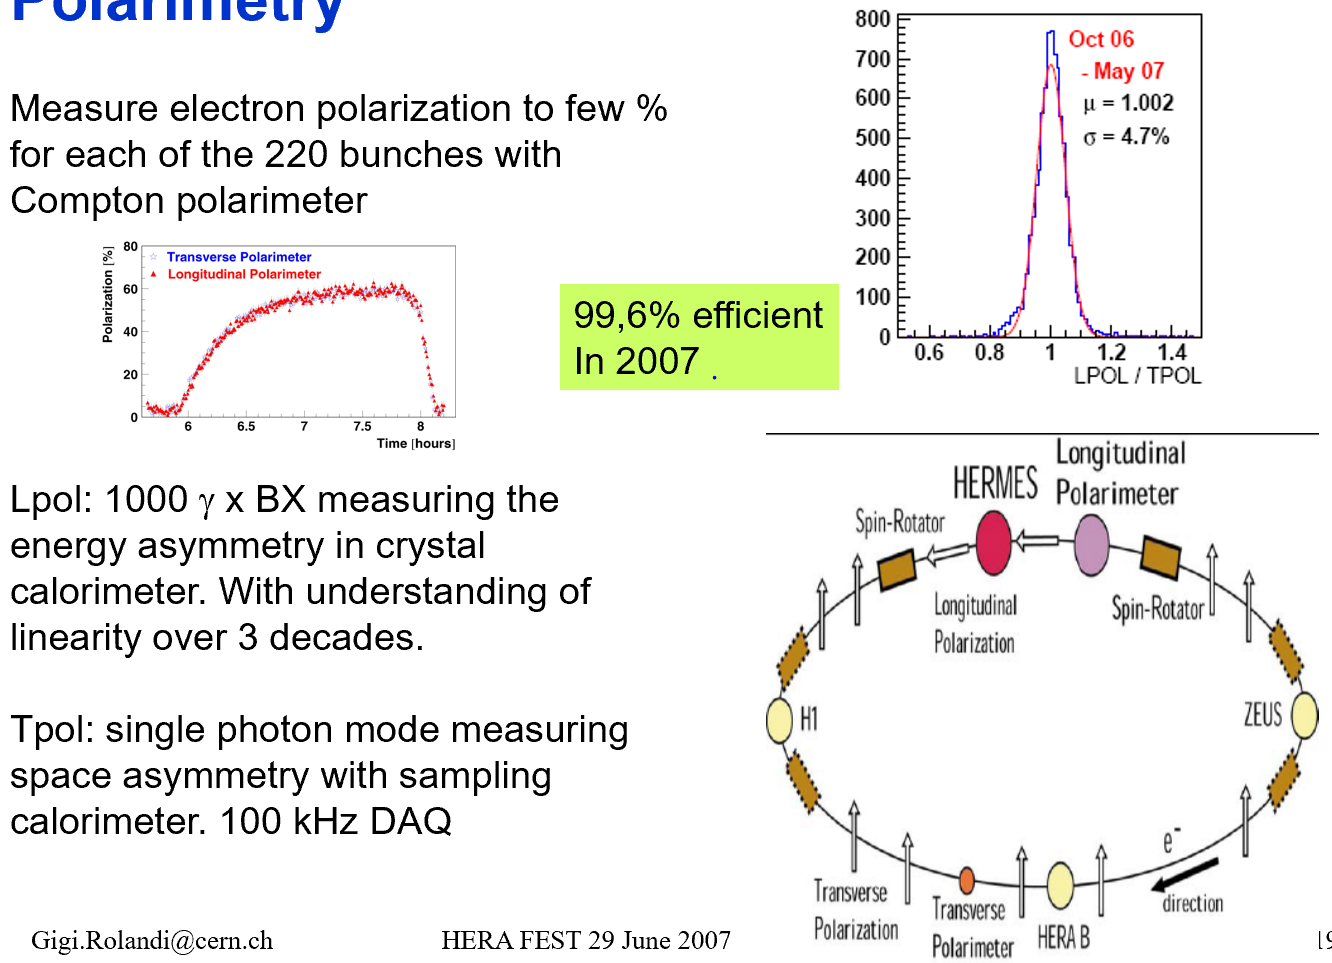 Polarimetry
Measure electron polarization to few %
for each of the 220 bunches with
Compton polarimeter
80
60
40
20
0
Polarization [%]
Transverse Polarimeter
Longitudinal Polarimeter
6
6.5
7
7.5
8
Time [hours]
99,6% efficient
In 2007 .
800
700
600
500
400
300
200
100
0
Oct 06
- May 07
μ = 1.002
σ = 4.7%
0.6
0.8
1
1.2
1.4
LPOL / TPOL
Lpol: 1000 γ x BX measuring the
energy asymmetry in crystal
calorimeter. With understanding of
linearity over 3 decades.
Tpol: single photon mode measuring
space asymmetry with sampling
calorimeter. 100 kHz DAQ
HERMES
Longitudinal
Polarimeter
Spin-Rotator
Longitudinal
Polarization
Spin-Rotator
H1
ZEUS
e⁻
direction
Transverse
Polarization
Transverse
Polarimeter
HERA B
Gigi.Rolandi@cern.ch
HERA FEST 29 June 2007
19